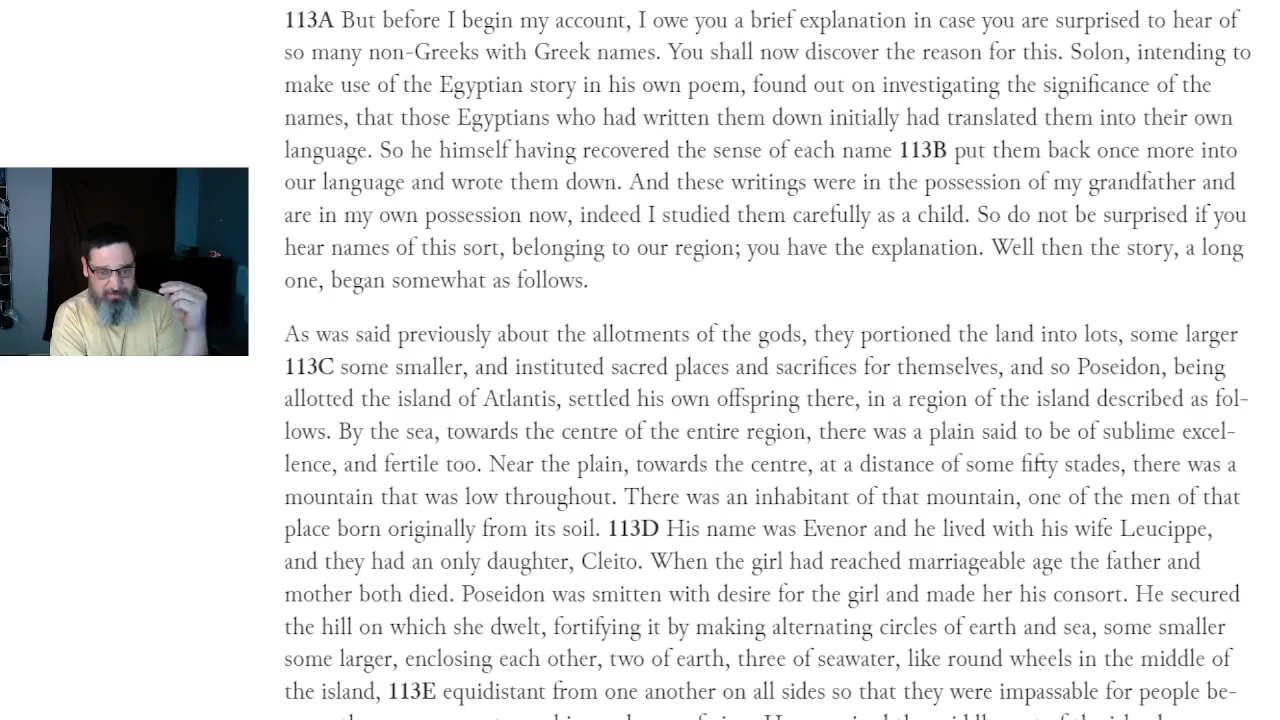 113A But before I begin my account, I owe you a brief explanation in case you are surprised to hear of
so many non-Greeks with Greek names. You shall now discover the reason for this. Solon, intending to
make use of the Egyptian story in his own poem, found out on investigating the significance of the
names, that those Egyptians who had written them down initially had translated them into their own
language. So he himself having recovered the sense of each name 113B put them back once more into
our language and wrote them down. And these writings were in the possession of my grandfather and
are in my own possession now, indeed I studied them carefully as a child. So do not be surprised if you
hear names of this sort, belonging to our region; you have the explanation. Well then the story, a long
one, began somewhat as follows.
As was said previously about the allotments of the gods, they portioned the land into lots, some larger
113C some smaller, and instituted sacred places and sacrifices for themselves, and so Poseidon, being
allotted the island of Atlantis, settled his own offspring there, in a region of the island described as fol-
lows. By the sea, towards the centre of the entire region, there was a plain said to be of sublime excel-
lence, and fertile too. Near the plain, towards the centre, at a distance of some fifty stades, there was a
mountain that was low throughout. There was an inhabitant of that mountain, one of the men of that
place born originally from its soil. 113D His name was Evenor and he lived with his wife Leucippe,
and they had an only daughter, Cleito. When the girl had reached marriageable age the father and
mother both died. Poseidon was smitten with desire for the girl and made her his consort. He secured
the hill on which she dwelt, fortifying it by making alternating circles of earth and sea, some smaller
some larger, enclosing each other, two of earth, three of seawater, like round wheels in the middle of
the island, 113E equidistant from one another on all sides so that they were impassable for people be-